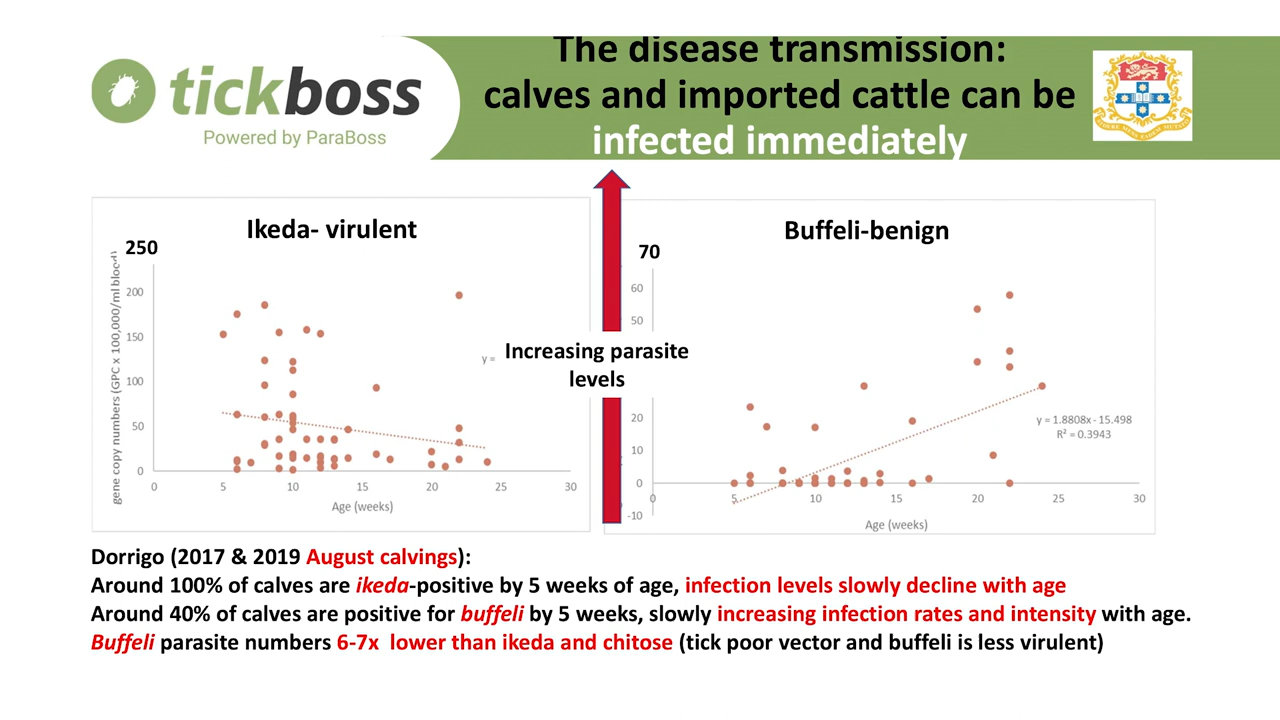 The disease transmission:
calves and imported cattle can be
infected immediately
tickboss
Powered by ParaBoss
Ikeda- virulent
250
200
150
100
50
0
0 5 10 15 20 25 30
Age (weeks)
gene copy numbers (GPC x 100,000/ml blood)
y =
Increasing parasite
levels
Buffeli-benign
70
60
50
20
10
0
-10
0 5 10 15 20 25 30
Age (weeks)
y = 1.8808x - 15.498
R² = 0.3943
Dorrigo (2017 & 2019 August calvings):
Around 100% of calves are ikeda-positive by 5 weeks of age, infection levels slowly decline with age
Around 40% of calves are positive for buffeli by 5 weeks, slowly increasing infection rates and intensity with age.
Buffeli parasite numbers 6-7x lower than ikeda and chitose (tick poor vector and buffeli is less virulent)